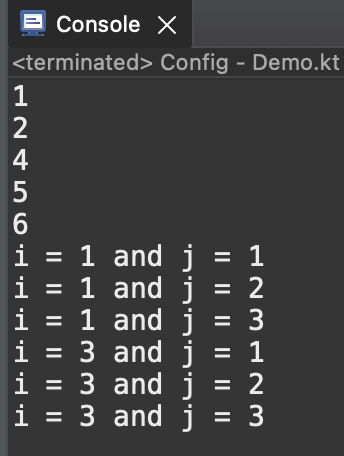 Console
<terminated> Config - Demo.kt
1
2
4
5
6
i = 1 and j = 1
i = 1 and j = 2
i = 1 and j = 3
i = 3 and j = 1
i = 3 and j = 2
i = 3 and j = 3